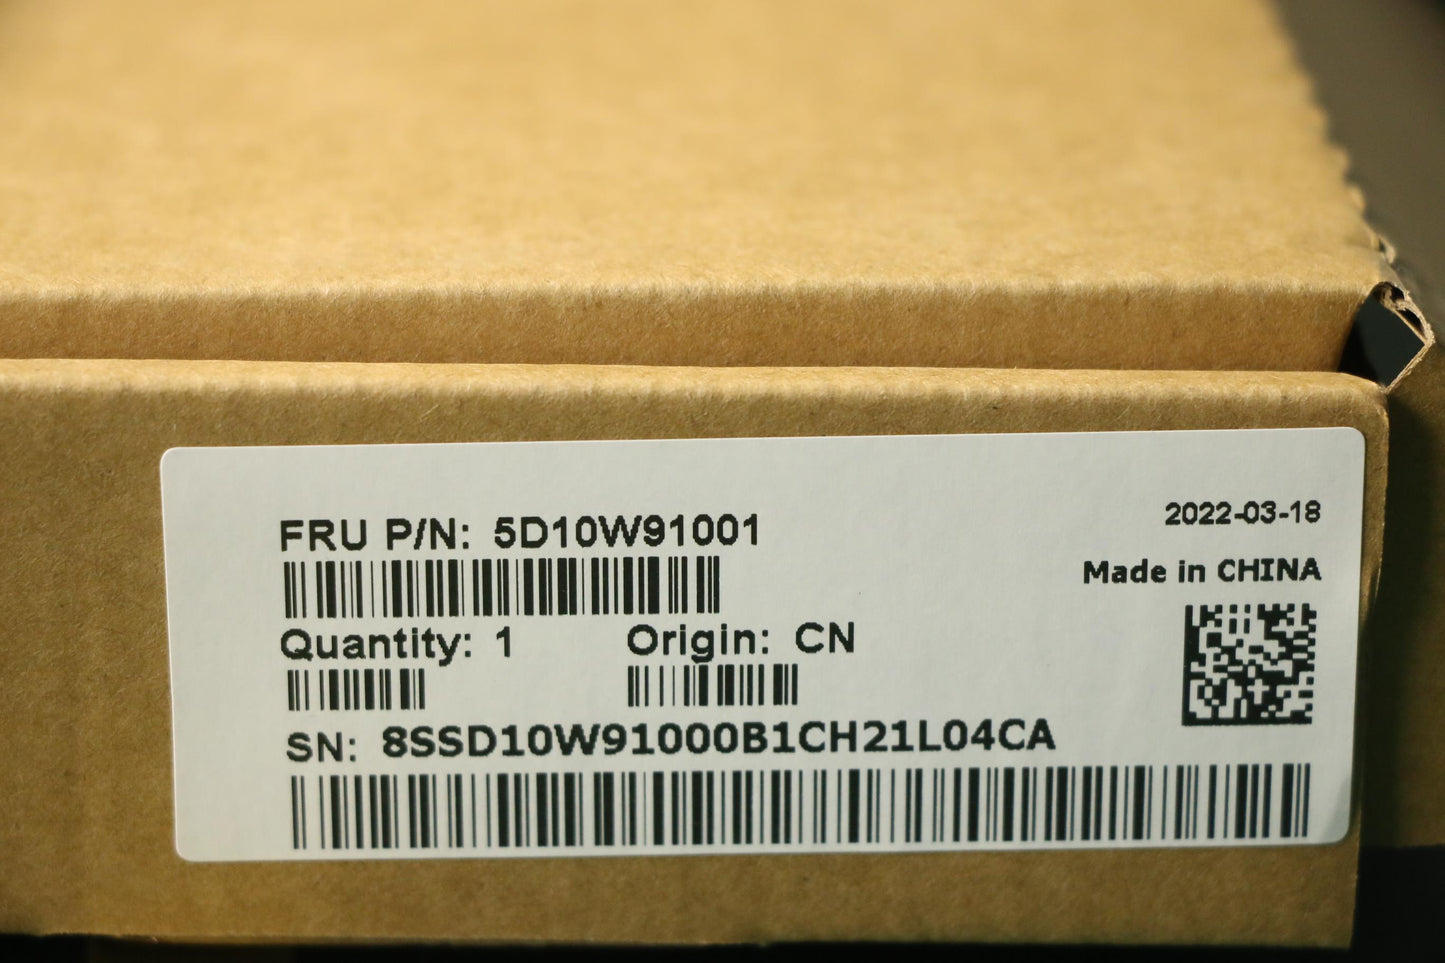 FRU P/N: 5D10W91001
2022-03-18
Made in CHINA
Quantity: 1
Origin: CN
SN: 8SSD10W91000B1CH21L04CA